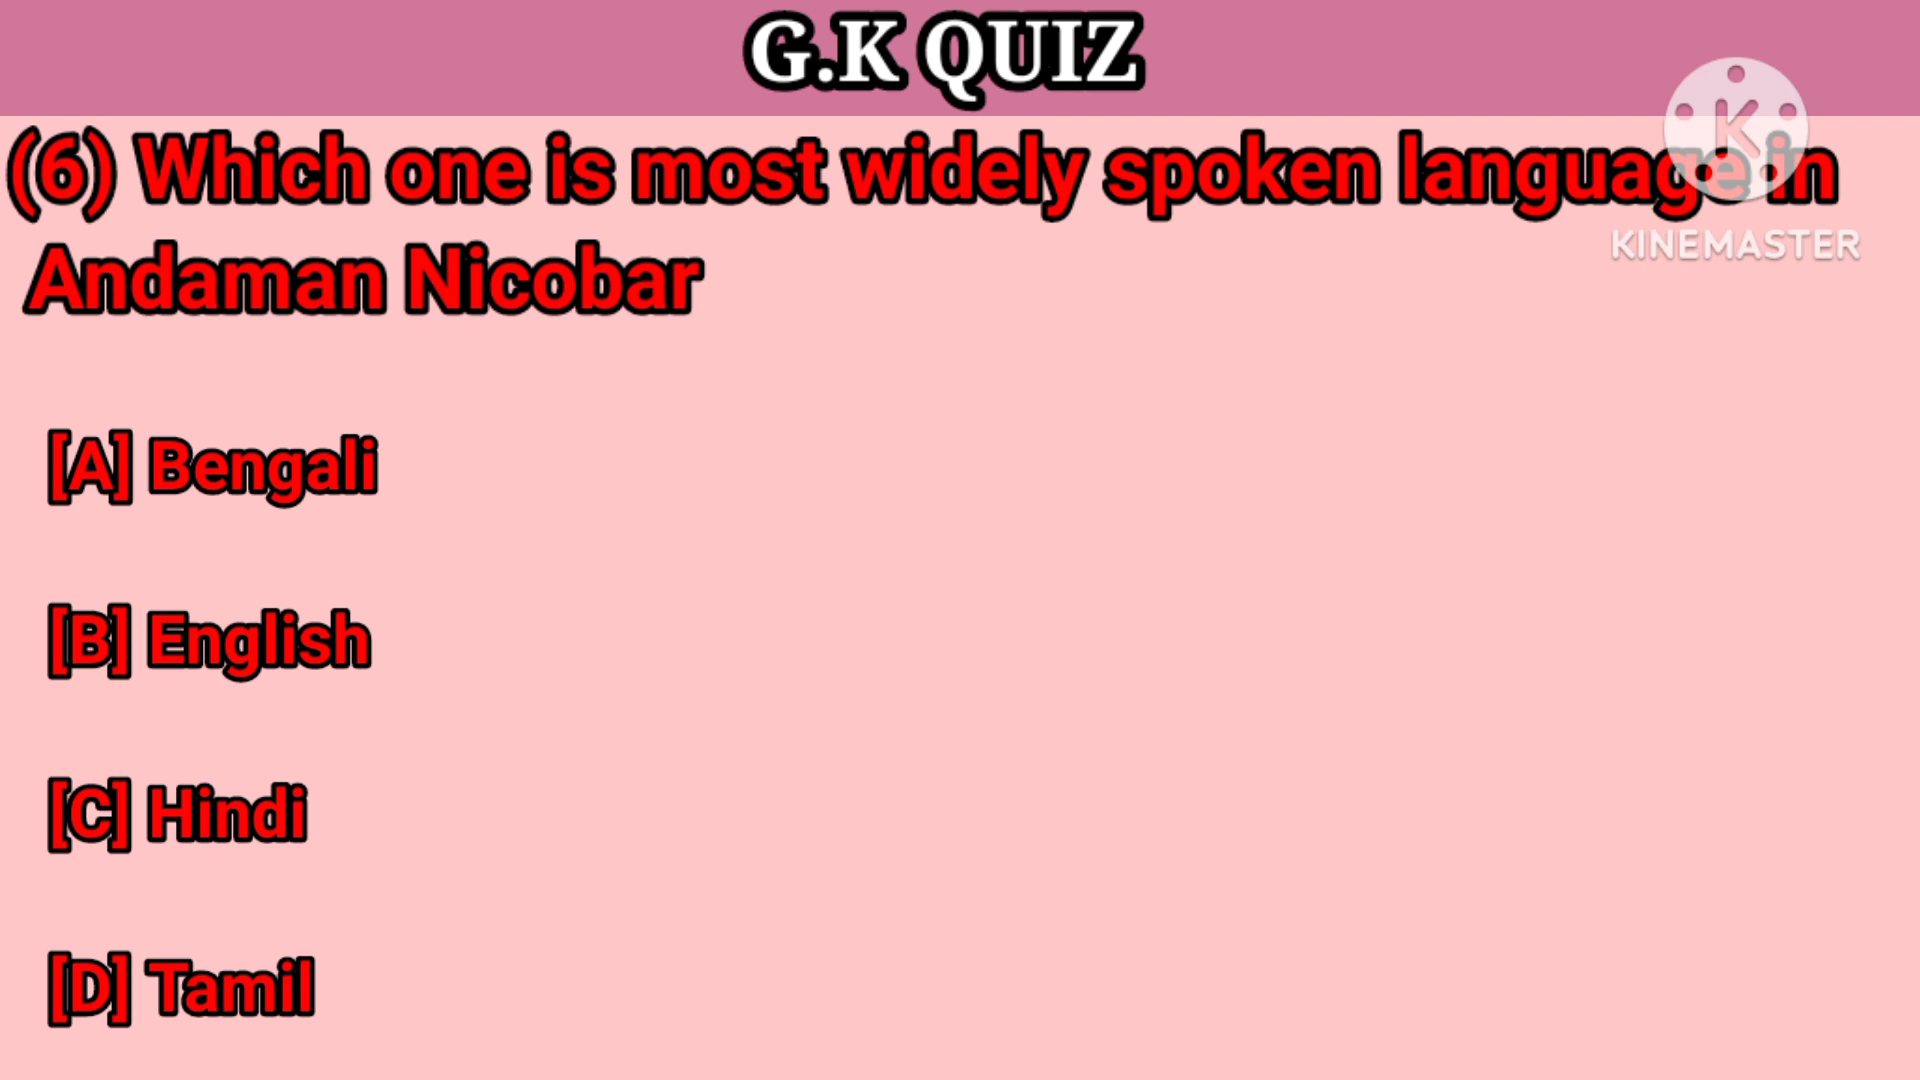 G.K QUIZ
(6) Which one is most widely spoken language in
Andaman Nicobar
K
KINEMASTER
[A] Bengali
[B] English
[C] Hindi
[D] Tamil